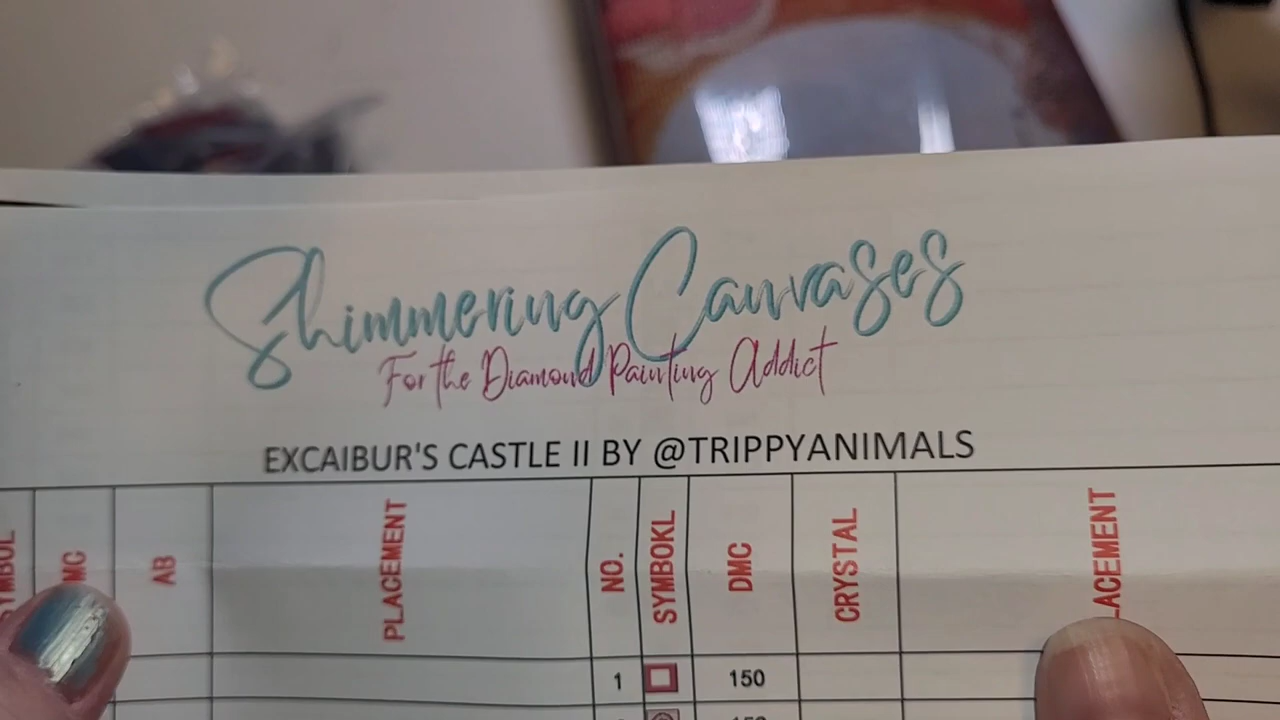 Shimmering Canvases
For the Diamond Painting Addict
EXCAIBUR'S CASTLE II BY @TRIPPYANIMALS
AB PLACEMENT NO. SYMBOKL DMC CRYSTAL
1 150